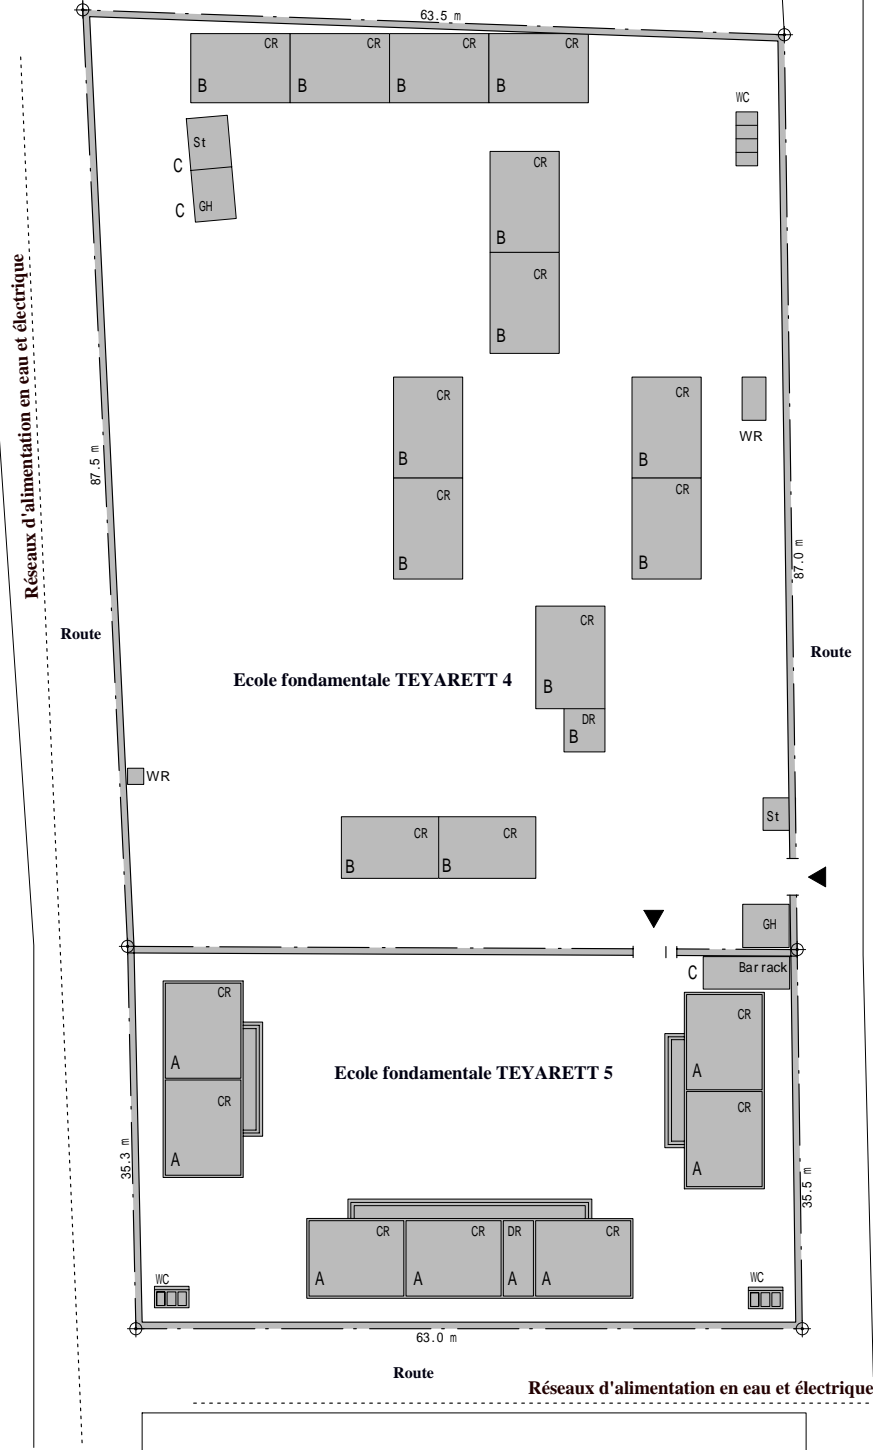 63.5 m
CR
CR
CR
CR
B
B
B
B
WC
St
C
CR
GH
C
B
CR
Réseaux d'alimentation en eau et électrique
B
CR
CR
WR
87.5 m
B
B
CR
CR
87.0 m
B
B
CR
Route
Route
Ecole fondamentale TEYARETT 4
B
DR
B
WR
St
CR
CR
B
B
GH
Barrack
C
CR
CR
A
A
Ecole fondamentale TEYARETT 5
CR
CR
35.3 m
A
A
35.5 m
CR
CR
DR
CR
A
A
A
A
WC
WC
63.0 m
Route
Réseaux d'alimentation en eau et électrique